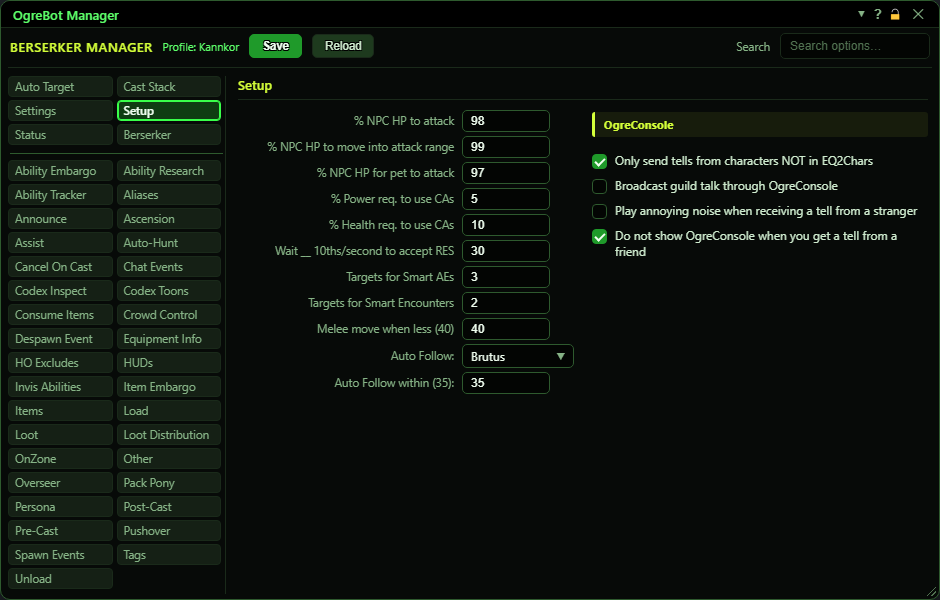 OgreBot Manager
▼ ?
BERSERKER MANAGER Profile: Kannkor Save Reload Search Search options...
Auto Target Cast Stack
Settings Setup
Status Berserker
Ability Embargo Ability Research
Ability Tracker Aliases
Announce Ascension
Assist Auto-Hunt
Cancel On Cast Chat Events
Codex Inspect Codex Toons
Consume Items Crowd Control
Despawn Event Equipment Info
HO Excludes HUDs
Invis Abilities Item Embargo
Items Load
Loot Loot Distribution
OnZone Other
Overseer Pack Pony
Persona Post-Cast
Pre-Cast Pushover
Spawn Events Tags
Unload
Setup
% NPC HP to attack 98
% NPC HP to move into attack range 99
% NPC HP for pet to attack 97
% Power req. to use CAs 5
% Health req. to use CAs 10
Wait __ 10ths/second to accept RES 30
Targets for Smart AEs 3
Targets for Smart Encounters 2
Melee move when less (40) 40
Auto Follow: Brutus ▼
Auto Follow within (35): 35
OgreConsole
Only send tells from characters NOT in EQ2Chars
Broadcast guild talk through OgreConsole
Play annoying noise when receiving a tell from a stranger
Do not show OgreConsole when you get a tell from a
friend